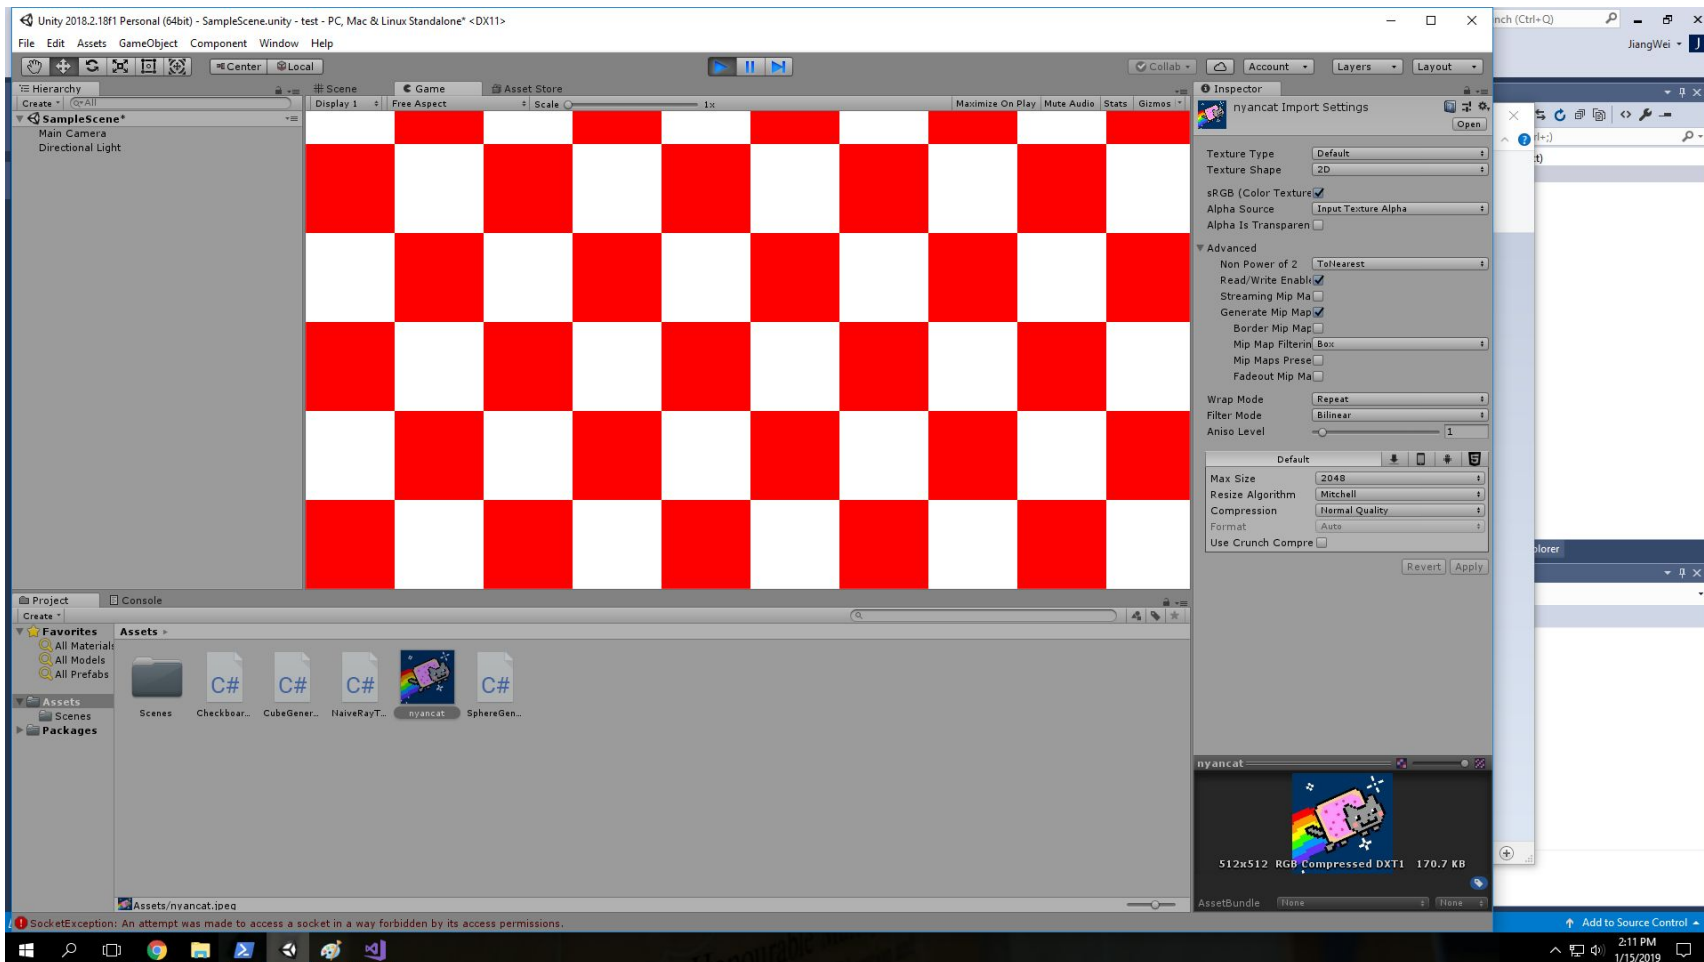 Unity 2018.2.18f1 Personal (64bit) - SampleScene.unity - test - PC, Mac & Linux Standalone* <DX11>
nch (Ctrl+Q)
File Edit Assets GameObject Component Window Help
JiangWei
J
Center Local
Collab Account Layers Layout
Hierarchy
Scene Game Asset Store
Inspector
Create All
Display 1 Free Aspect Scale 1x Maximize On Play Mute Audio Stats Gizmos
nyancat Import Settings
Open
SampleScene*
Main Camera
Directional Light
Texture Type Default
Texture Shape 2D
sRGB (Color Texture
Alpha Source Input Texture Alpha
Alpha Is Transparen
Advanced
Non Power of 2 ToNearest
Read/Write Enabl
Streaming Mip Ma
Generate Mip Map
Border Mip Map
Mip Map Filterin Box
Mip Maps Prese
Fadeout Mip Ma
Wrap Mode Repeat
Filter Mode Bilinear
Aniso Level 1
Default
Max Size 2048
Resize Algorithm Mitchell
Compression Normal Quality
Format Auto
Use Crunch Compre
Revert Apply
rl+;)
:t)
plorer
Project Console
Create
Favorites
All Materials
All Models
All Prefabs
Assets
Scenes
Packages
Assets
C# C# C# C#
Scenes Checkboar... CubeGener... NaiveRayT... nyancat SphereGen...
nyancat
512x512 RGB Compressed DXT1 170.7 KB
AssetBundle None None
Assets/nyancat.jpeg
SocketException: An attempt was made to access a socket in a way forbidden by its access permissions.
Add to Source Control
2:11 PM
1/15/2019